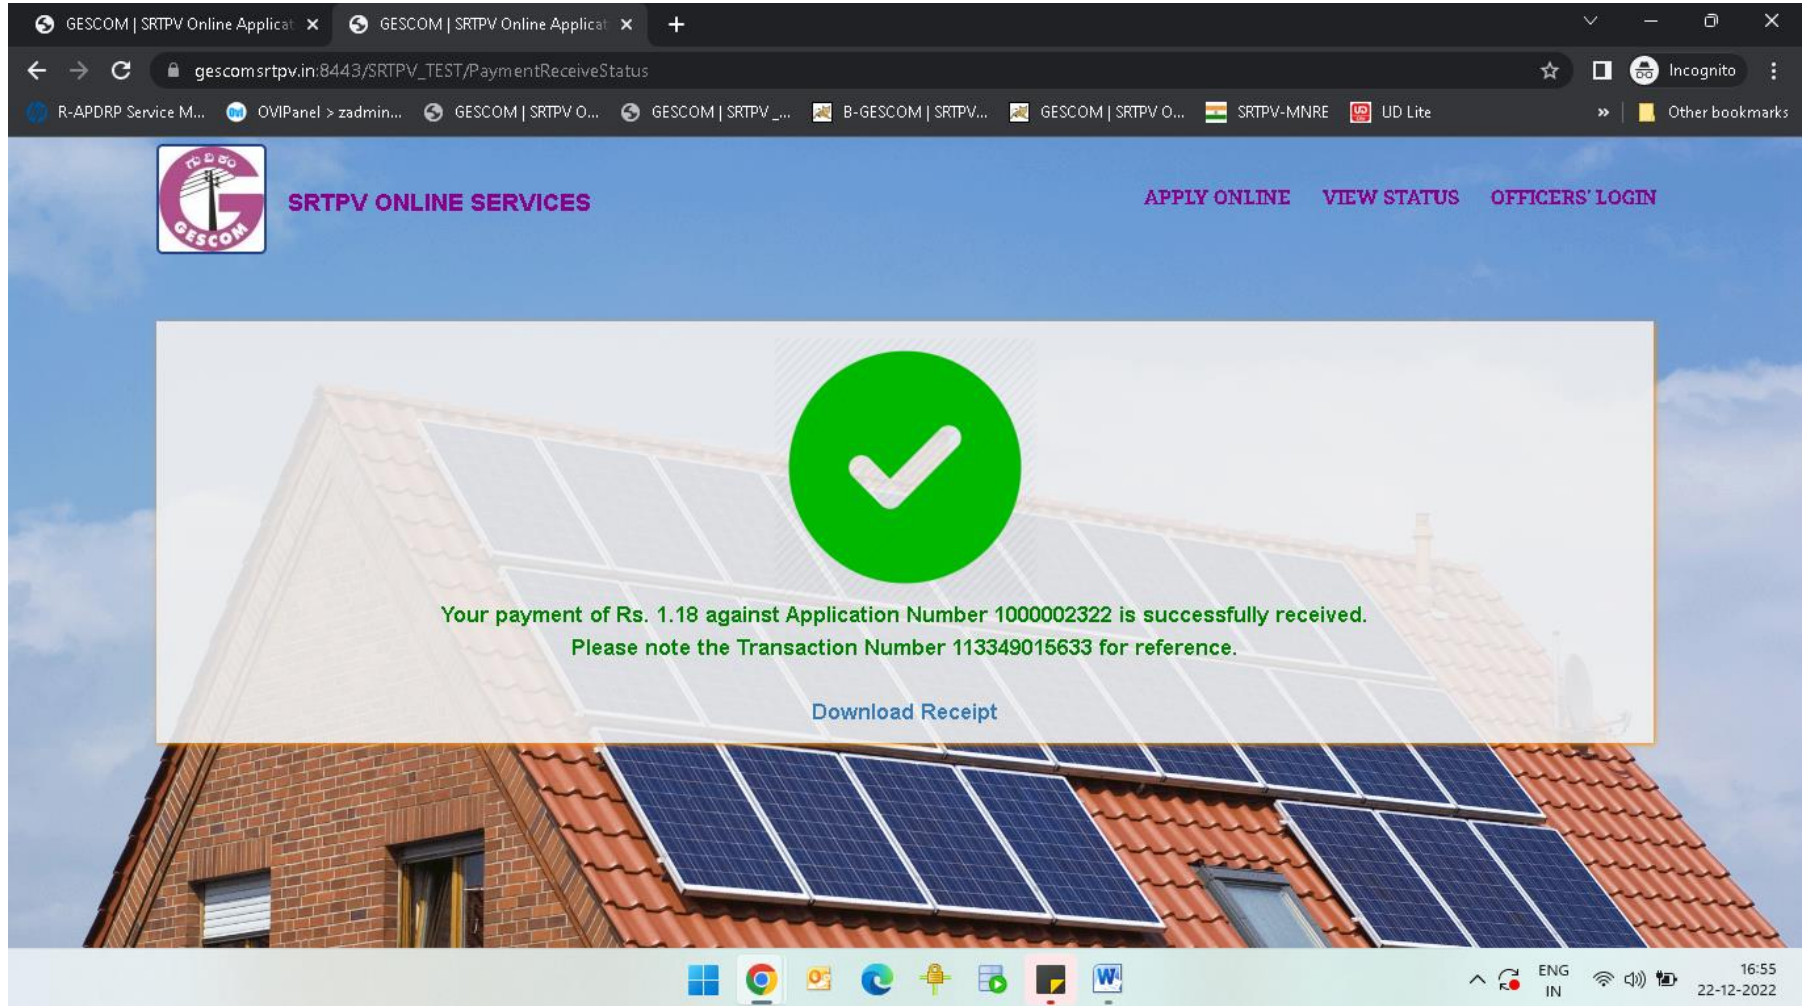 GESCOM | SRTPV Online Applicat
GESCOM | SRTPV Online Applicat
gescomsrtpv.in:8443/SRTPV_TEST/PaymentReceiveStatus
Incognito
R-APDRP Service M...
OVIPanel > zadmin...
GESCOM | SRTPV O...
GESCOM | SRTPV _...
B-GESCOM | SRTPV...
GESCOM | SRTPV O...
SRTPV-MNRE
UD Lite
»
Other bookmarks
ಗು ವಿ ಕಂ
GESCOM
SRTPV ONLINE SERVICES
APPLY ONLINE
VIEW STATUS
OFFICERS' LOGIN
Your payment of Rs. 1.18 against Application Number 1000002322 is successfully received.
Please note the Transaction Number 113349015633 for reference.
Download Receipt
ENG
IN
16:55
22-12-2022